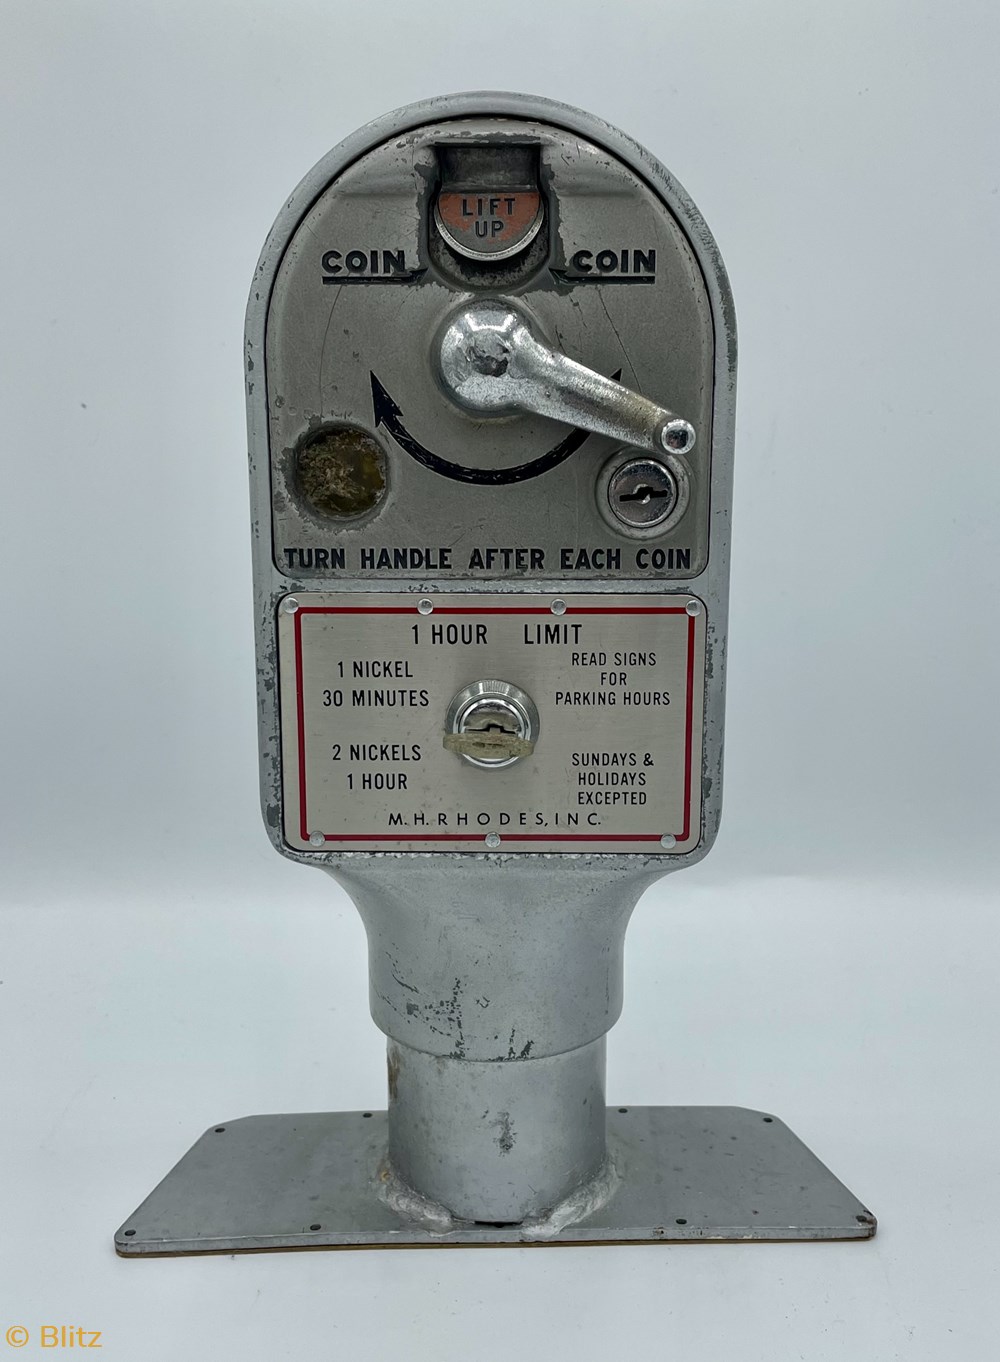 LIFT
UP
COIN COIN
TURN HANDLE AFTER EACH COIN
1 HOUR LIMIT
1 NICKEL
30 MINUTES
READ SIGNS
FOR
PARKING HOURS
2 NICKELS
1 HOUR
SUNDAYS &
HOLIDAYS
EXCEPTED
M.H.RHODES,INC.
© Blitz